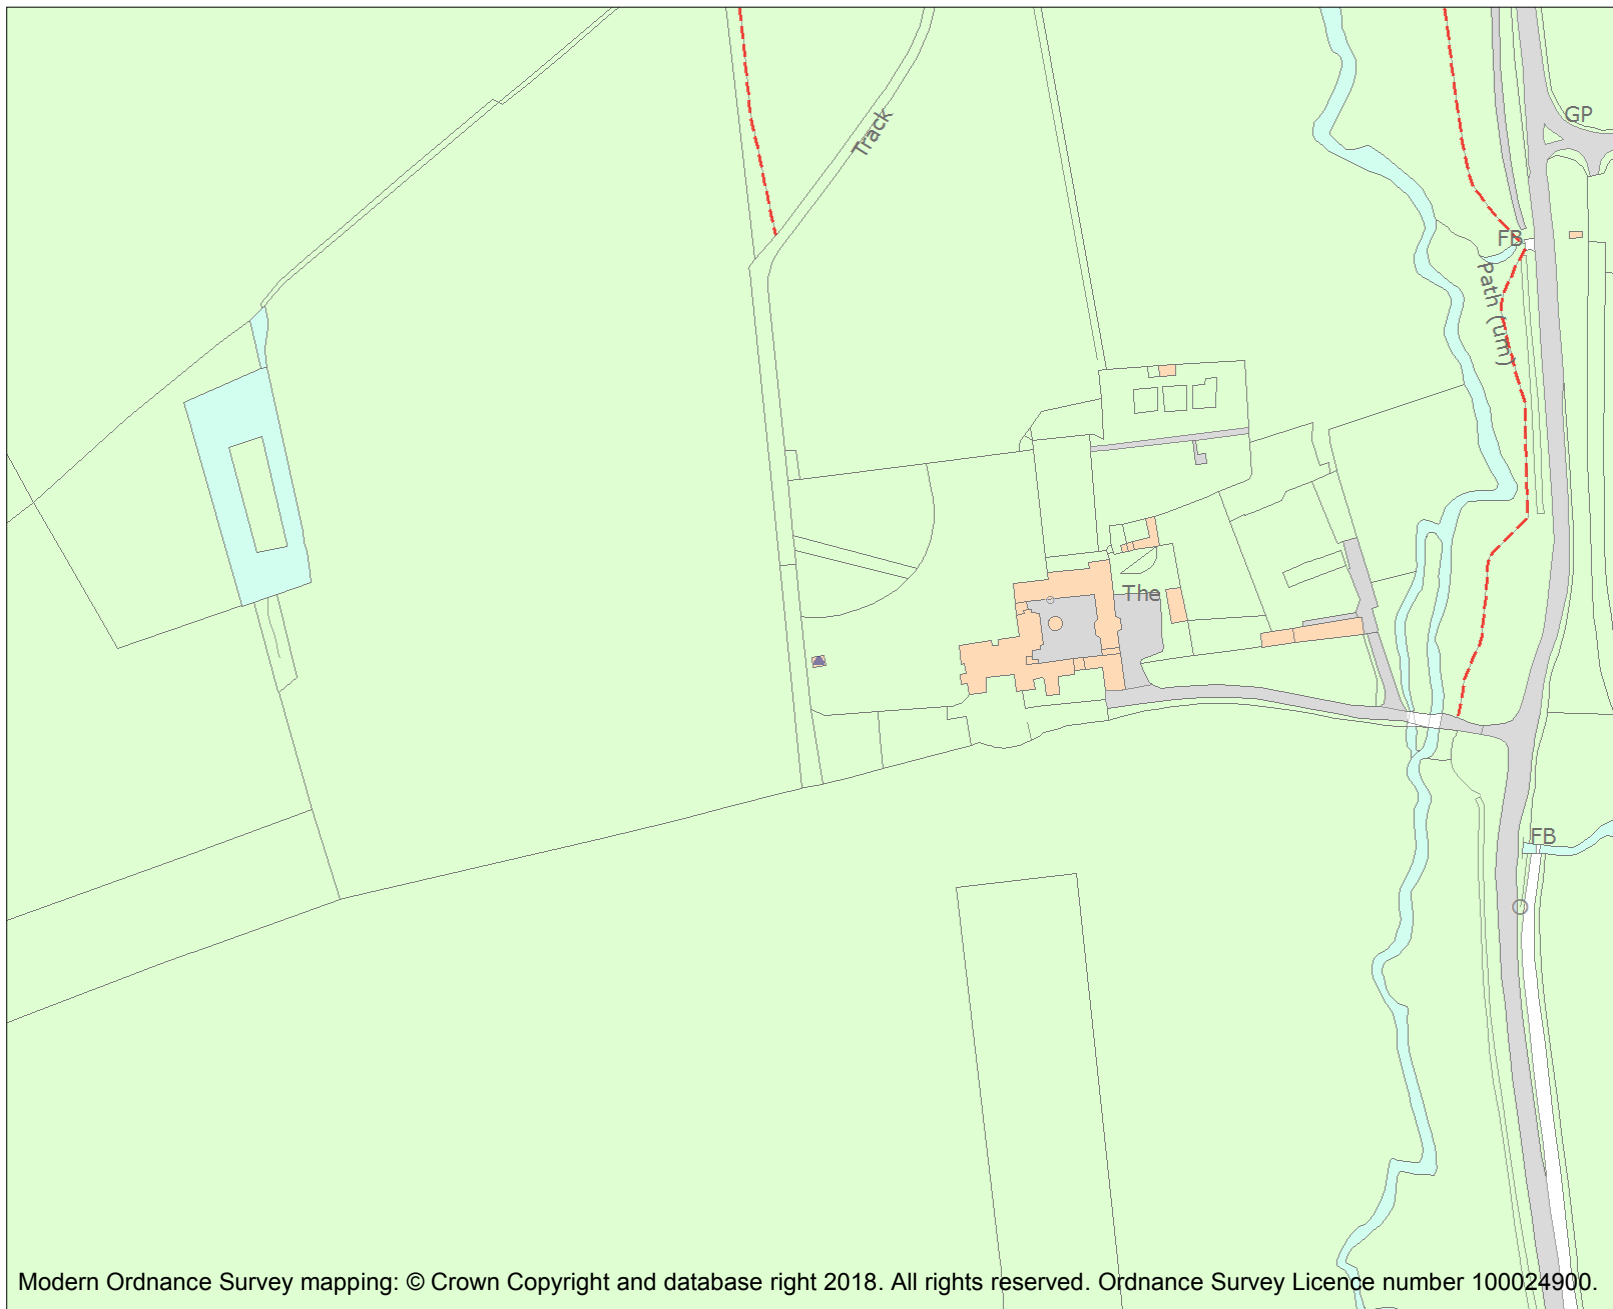 GP
Track
FB
Path (um)
The
FB
Modern Ordnance Survey mapping: © Crown Copyright and database right 2018. All rights reserved. Ordnance Survey Licence number 100024900.